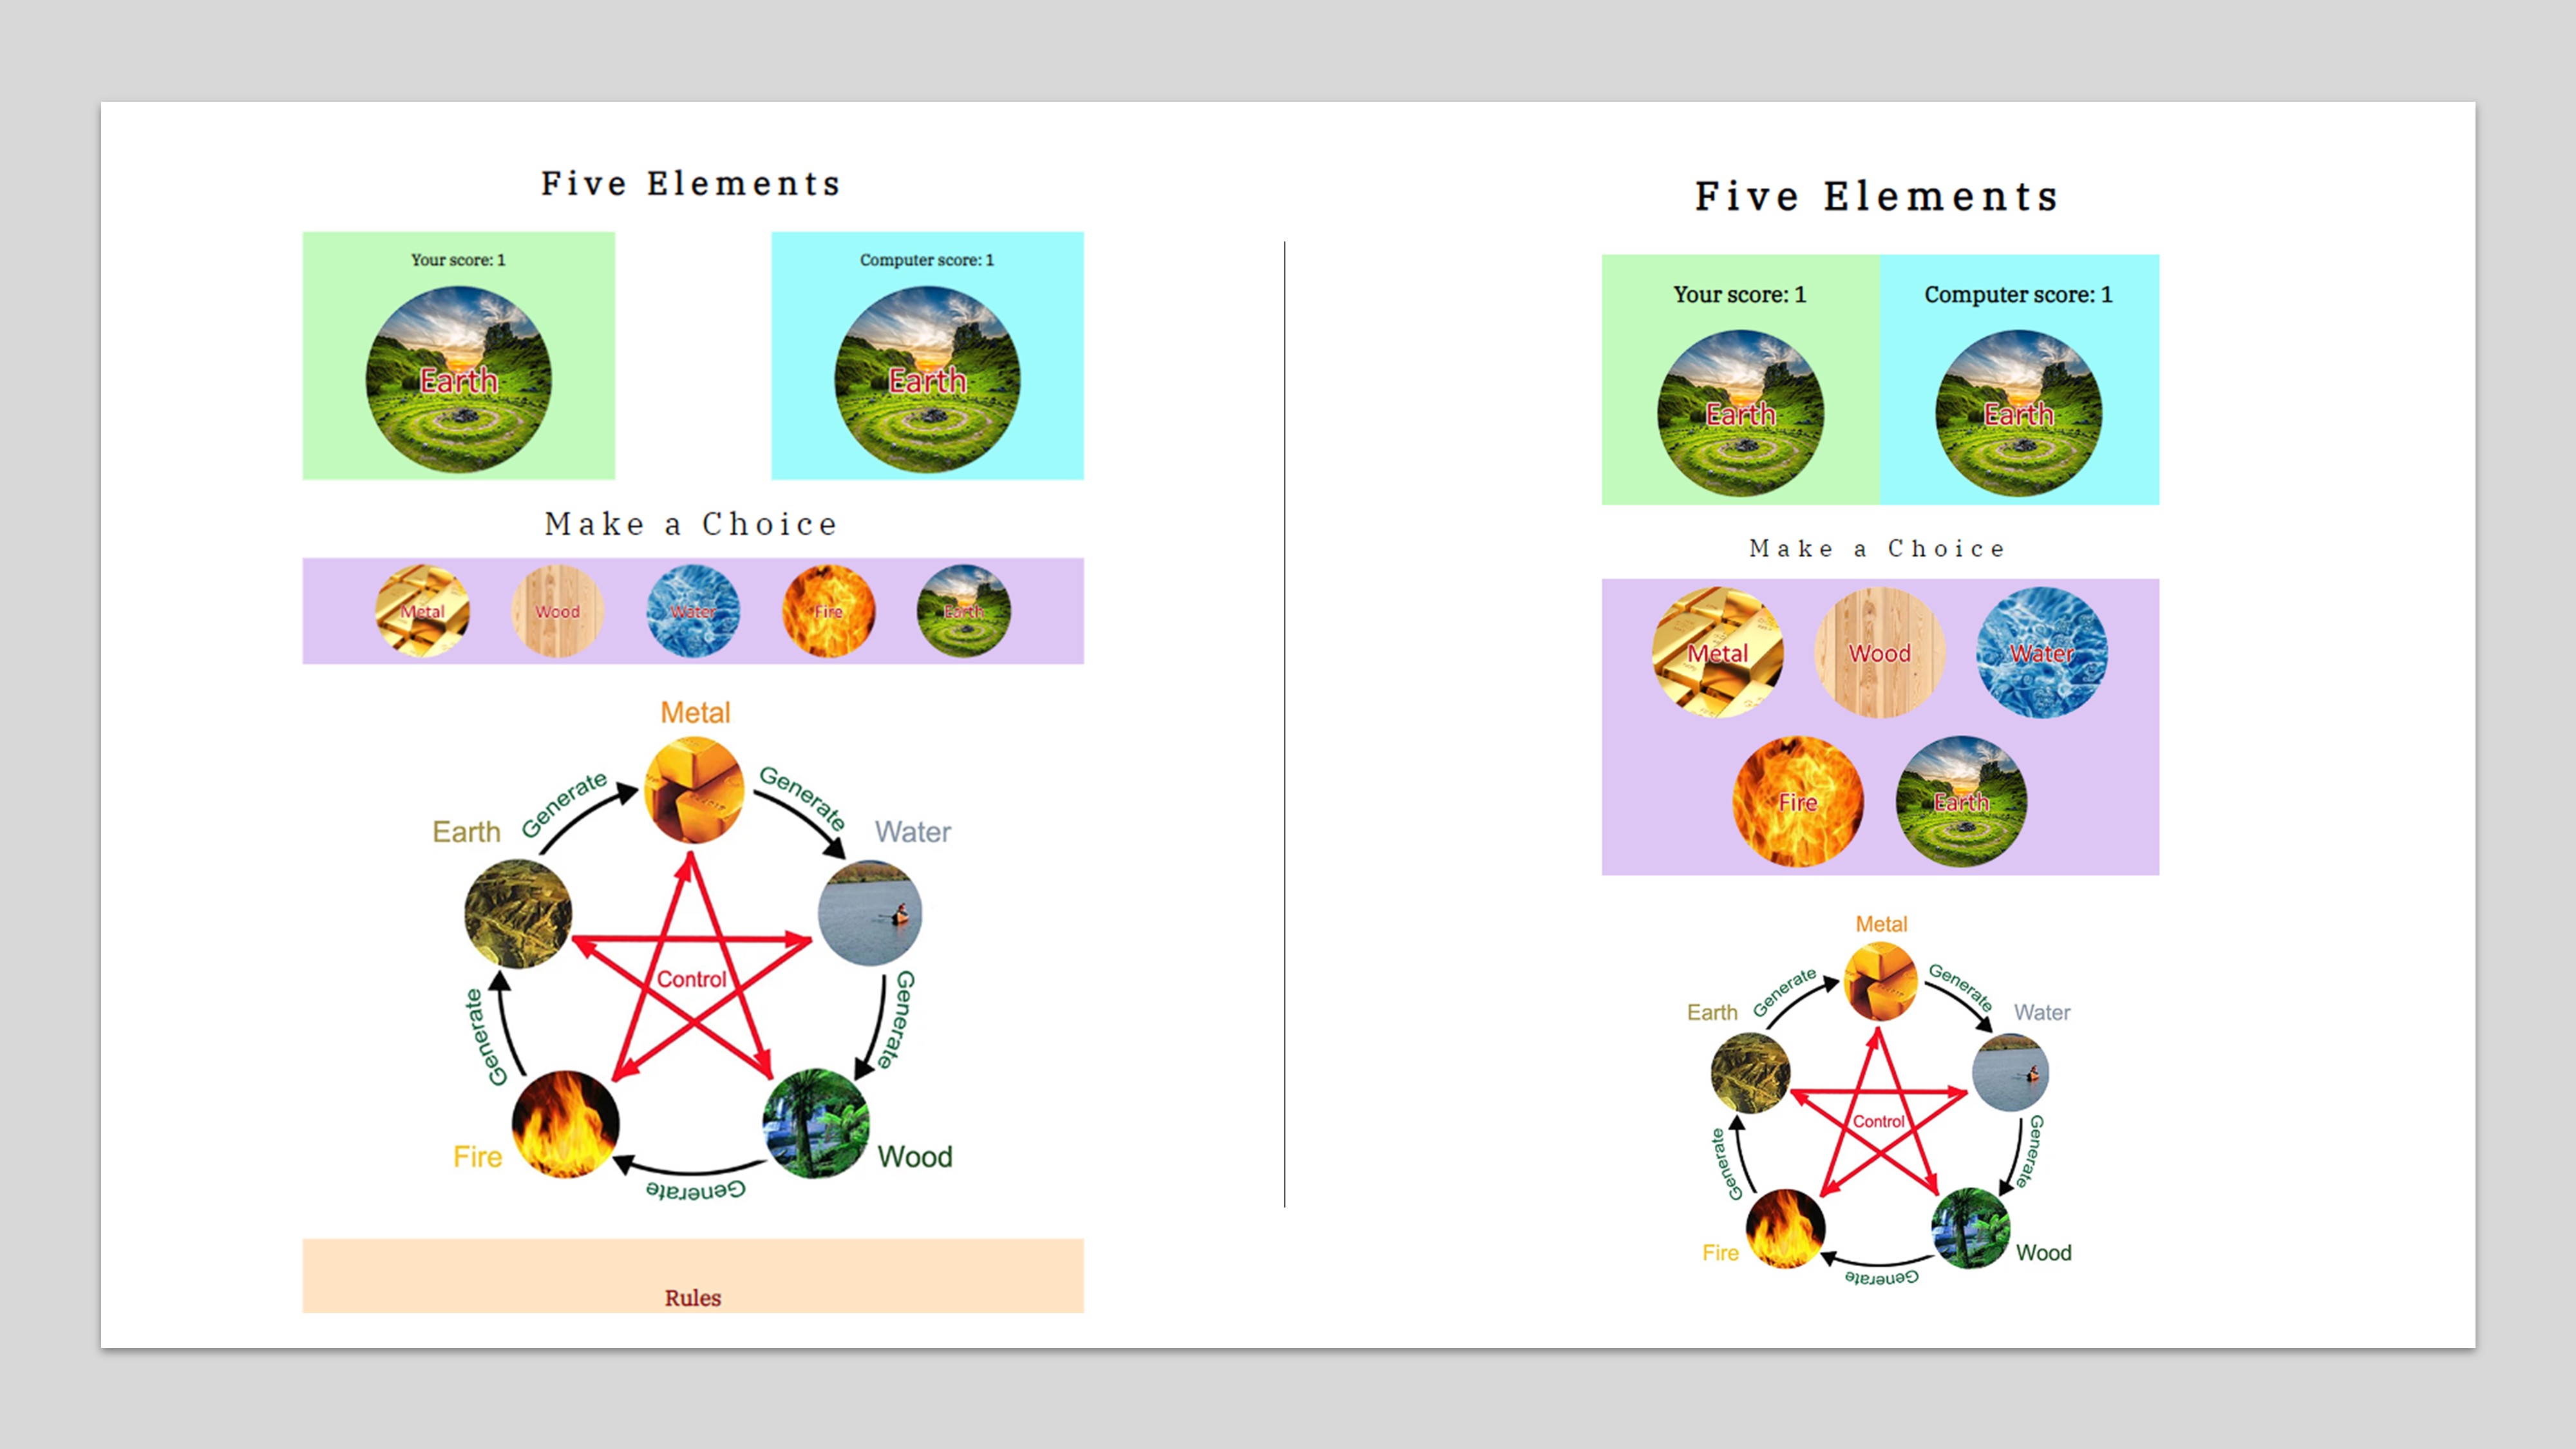 Five Elements
Your score: 1
Computer score: 1
Earth
Earth
Make a Choice
Metal
Wood
Water
Fire
Earth
Metal
Generate
Generate
Earth
Water
Control
Generate
Generate
Fire
Wood
Generate
Rules
Five Elements
Your score: 1
Computer score: 1
Earth
Earth
Make a Choice
Metal
Wood
Water
Fire
Earth
Metal
Generate
Generate
Earth
Water
Control
Generate
Generate
Fire
Wood
Generate